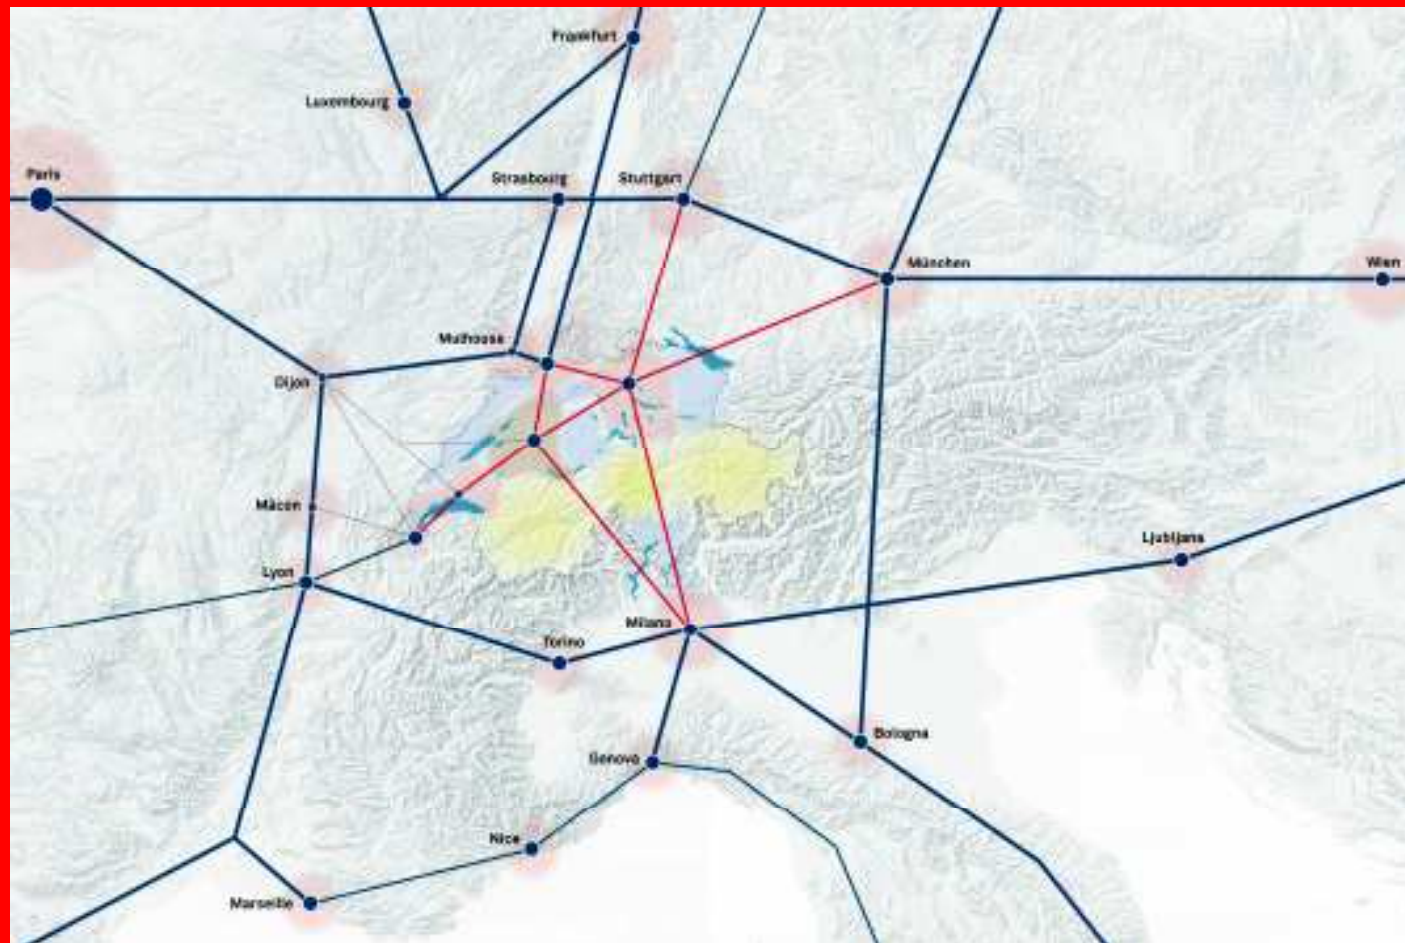 Frankfurt
Luxembourg
Paris
Strasbourg
Stuttgart
München
Wien
Mulhouse
Dijon
Mâcon
Ljubljana
Lyon
Milano
Torino
Bologna
Genova
Nice
Marseille